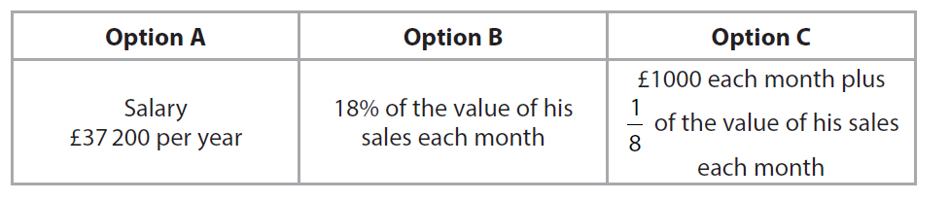 Option A
Option B
Option C
Salary
£37 200 per year
18% of the value of his
sales each month
£1000 each month plus
1/8 of the value of his sales
each month